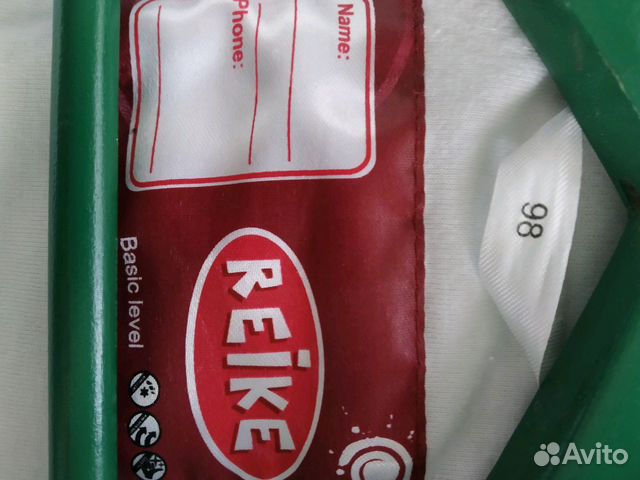 Name:
Phone:
98
REiKE
Basic level
Avito